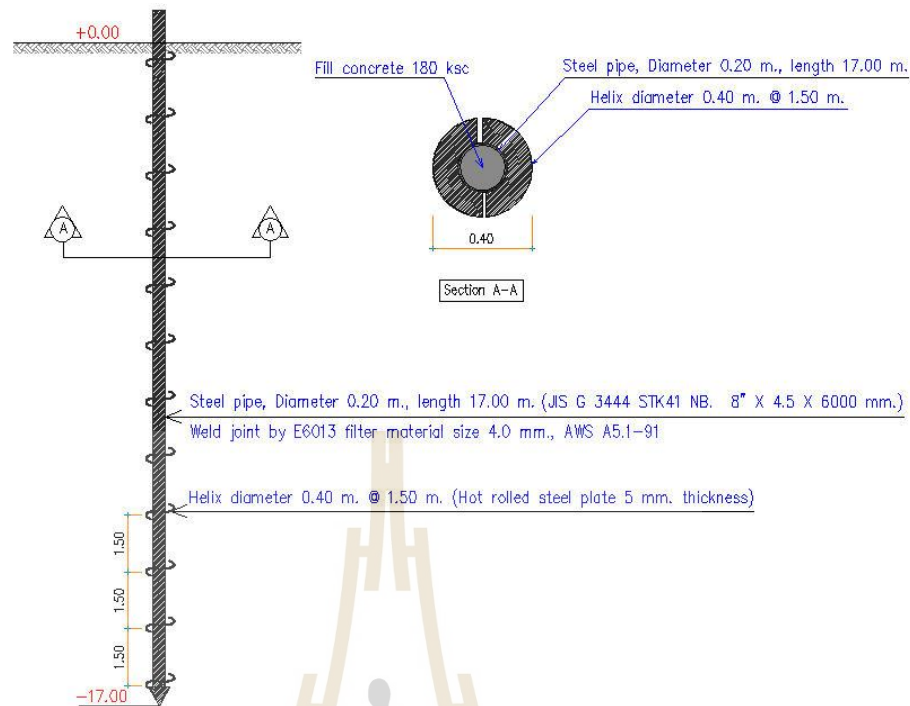 +0.00
Fill concrete 180 ksc
Steel pipe, Diameter 0.20 m., length 17.00 m.
Helix diameter 0.40 m. @ 1.50 m.
A
A
0.40
Section A-A
Steel pipe, Diameter 0.20 m., length 17.00 m. (JIS G 3444 STK41 NB. 8" X 4.5 X 6000 mm.)
Weld joint by E6013 filter material size 4.0 mm., AWS A5.1-91
Helix diameter 0.40 m. @ 1.50 m. (Hot rolled steel plate 5 mm. thickness)
1.50
1.50
1.50
-17.00